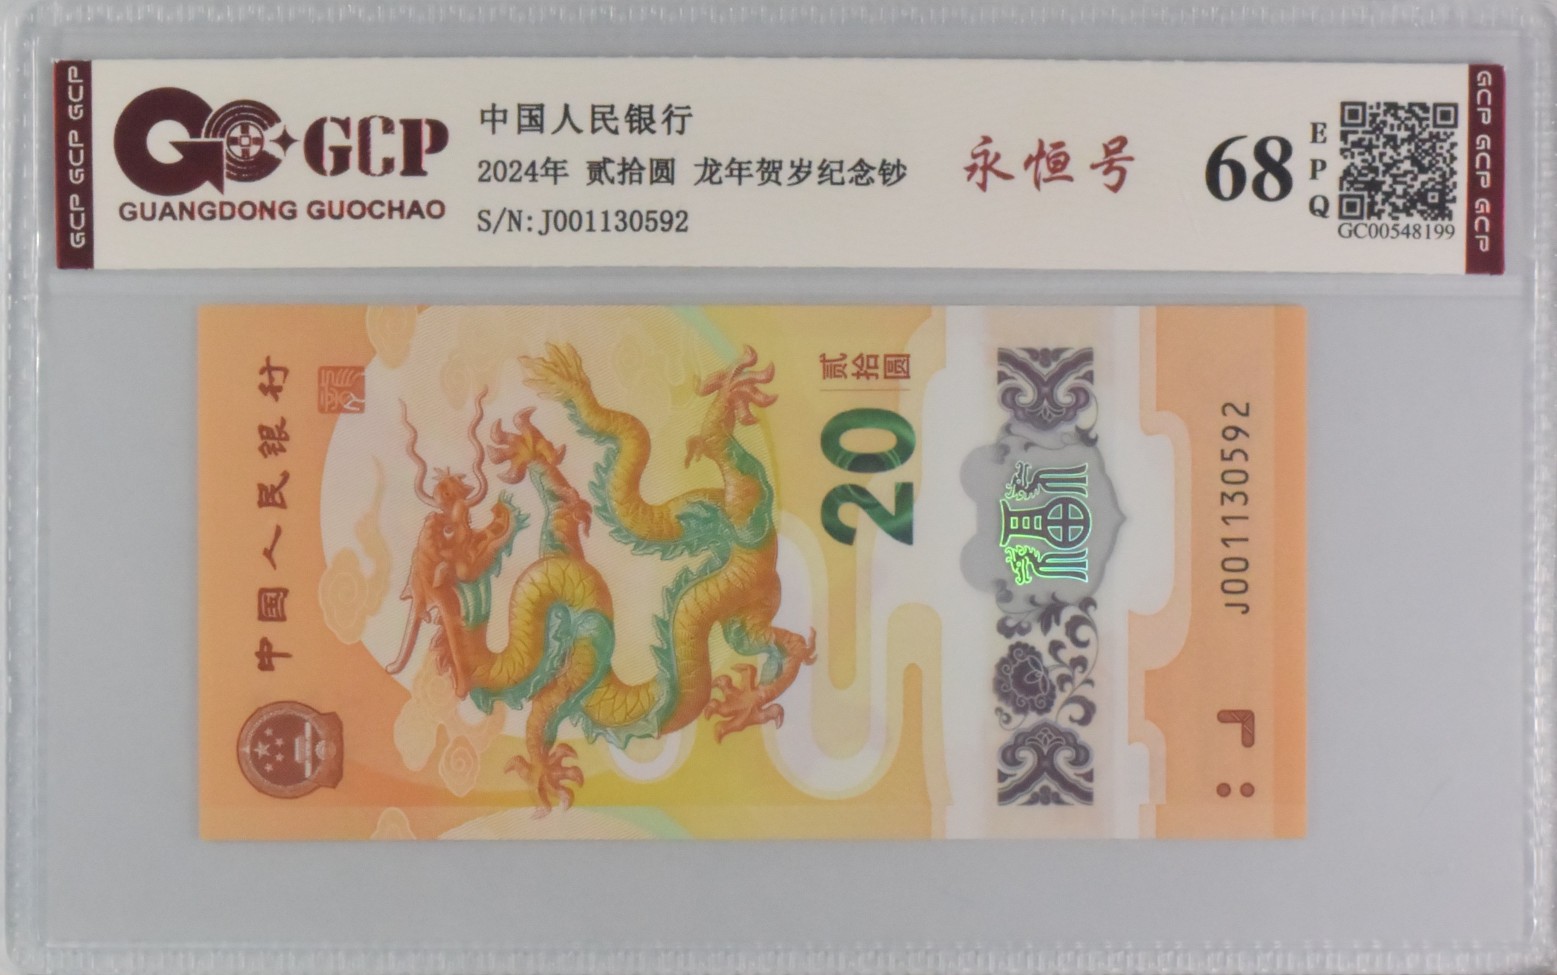 GCP GCP GCP
GCP
GUANGDONG GUOCHAO
中国人民银行
2024年 贰拾圆 龙年贺岁纪念钞
S/N:J001130592
永恒号
68
EPQ
GC00548199
GCP GCP GCP
中国人民银行
贰拾圆
20
J001130592